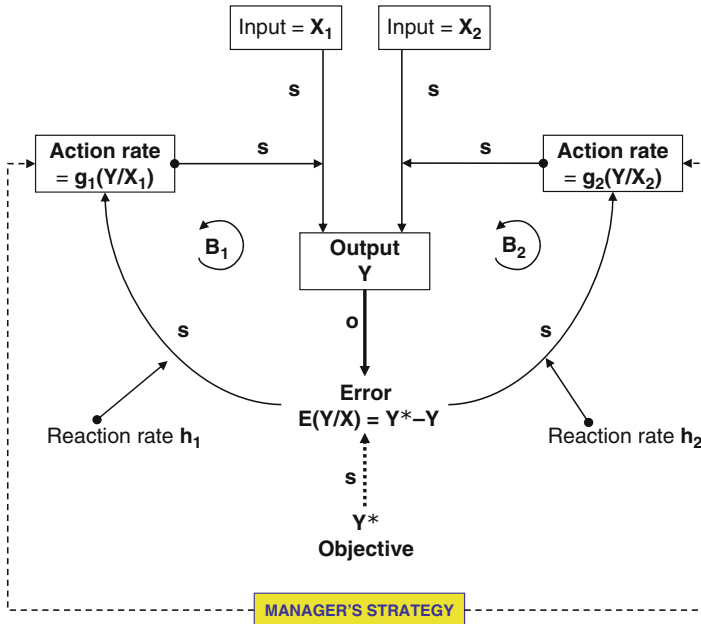 Input = X₁
Input = X₂
s
s
Action rate
= g₁(Y/X₁)
s
s
Action rate
= g₂(Y/X₂)
B₁
B₂
Output
Y
s
o
s
Error
E(Y/X) = Y*–Y
Reaction rate h₁
Reaction rate h₂
s
Y*
Objective
MANAGER'S STRATEGY